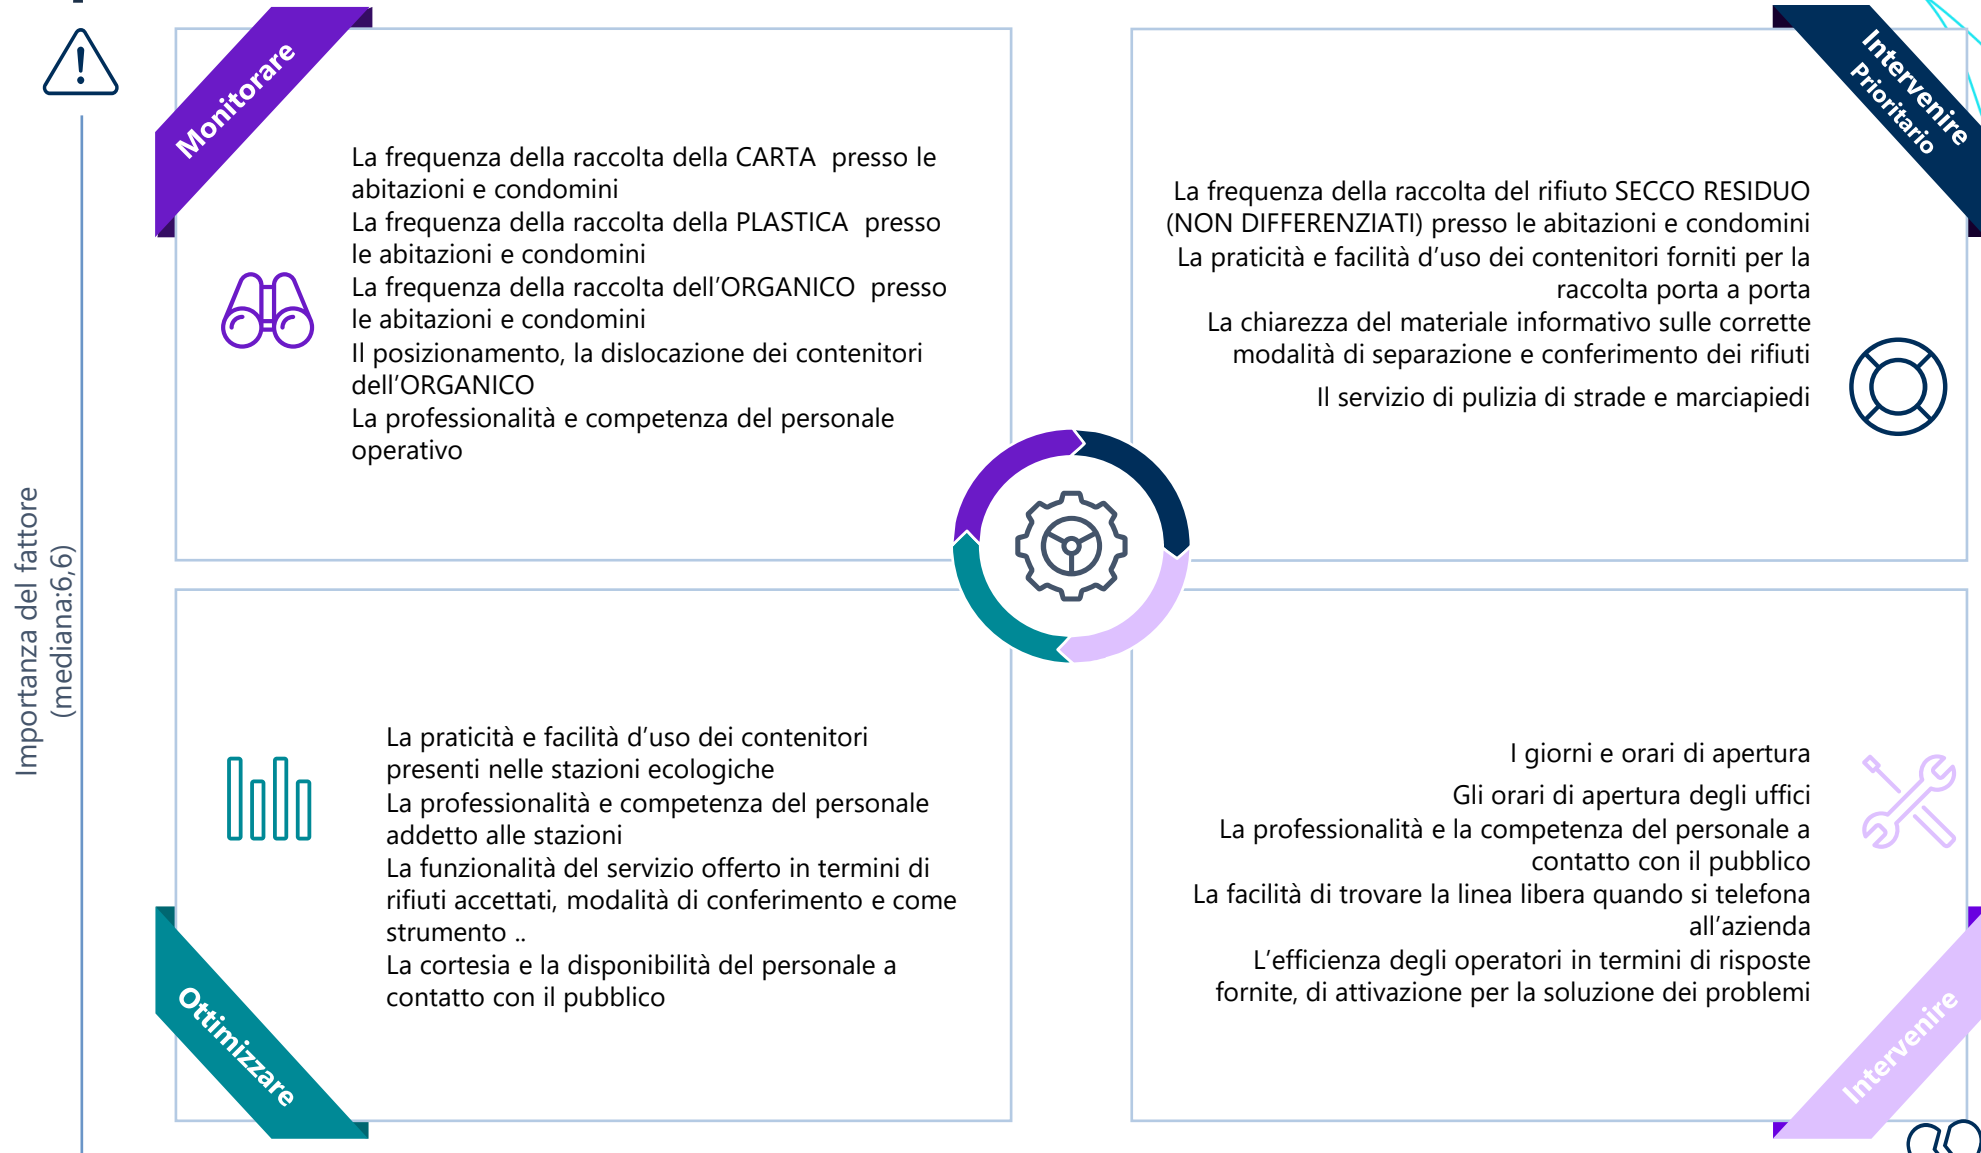 Monitorare
La frequenza della raccolta della CARTA presso le
abitazioni e condomini
La frequenza della raccolta della PLASTICA presso
le abitazioni e condomini
La frequenza della raccolta dell'ORGANICO presso
le abitazioni e condomini
Il posizionamento, la dislocazione dei contenitori
dell'ORGANICO
La professionalità e competenza del personale
operativo
Intervenire
Prioritario
La frequenza della raccolta del rifiuto SECCO RESIDUO
(NON DIFFERENZIATI) presso le abitazioni e condomini
La praticità e facilità d'uso dei contenitori forniti per la
raccolta porta a porta
La chiarezza del materiale informativo sulle corrette
modalità di separazione e conferimento dei rifiuti
Il servizio di pulizia di strade e marciapiedi
Importanza del fattore
(mediana:6,6)
La praticità e facilità d'uso dei contenitori
presenti nelle stazioni ecologiche
La professionalità e competenza del personale
addetto alle stazioni
La funzionalità del servizio offerto in termini di
rifiuti accettati, modalità di conferimento e come
strumento ..
La cortesia e la disponibilità del personale a
contatto con il pubblico
Ottimizzare
I giorni e orari di apertura
Gli orari di apertura degli uffici
La professionalità e la competenza del personale a
contatto con il pubblico
La facilità di trovare la linea libera quando si telefona
all'azienda
L'efficienza degli operatori in termini di risposte
fornite, di attivazione per la soluzione dei problemi
Intervenire